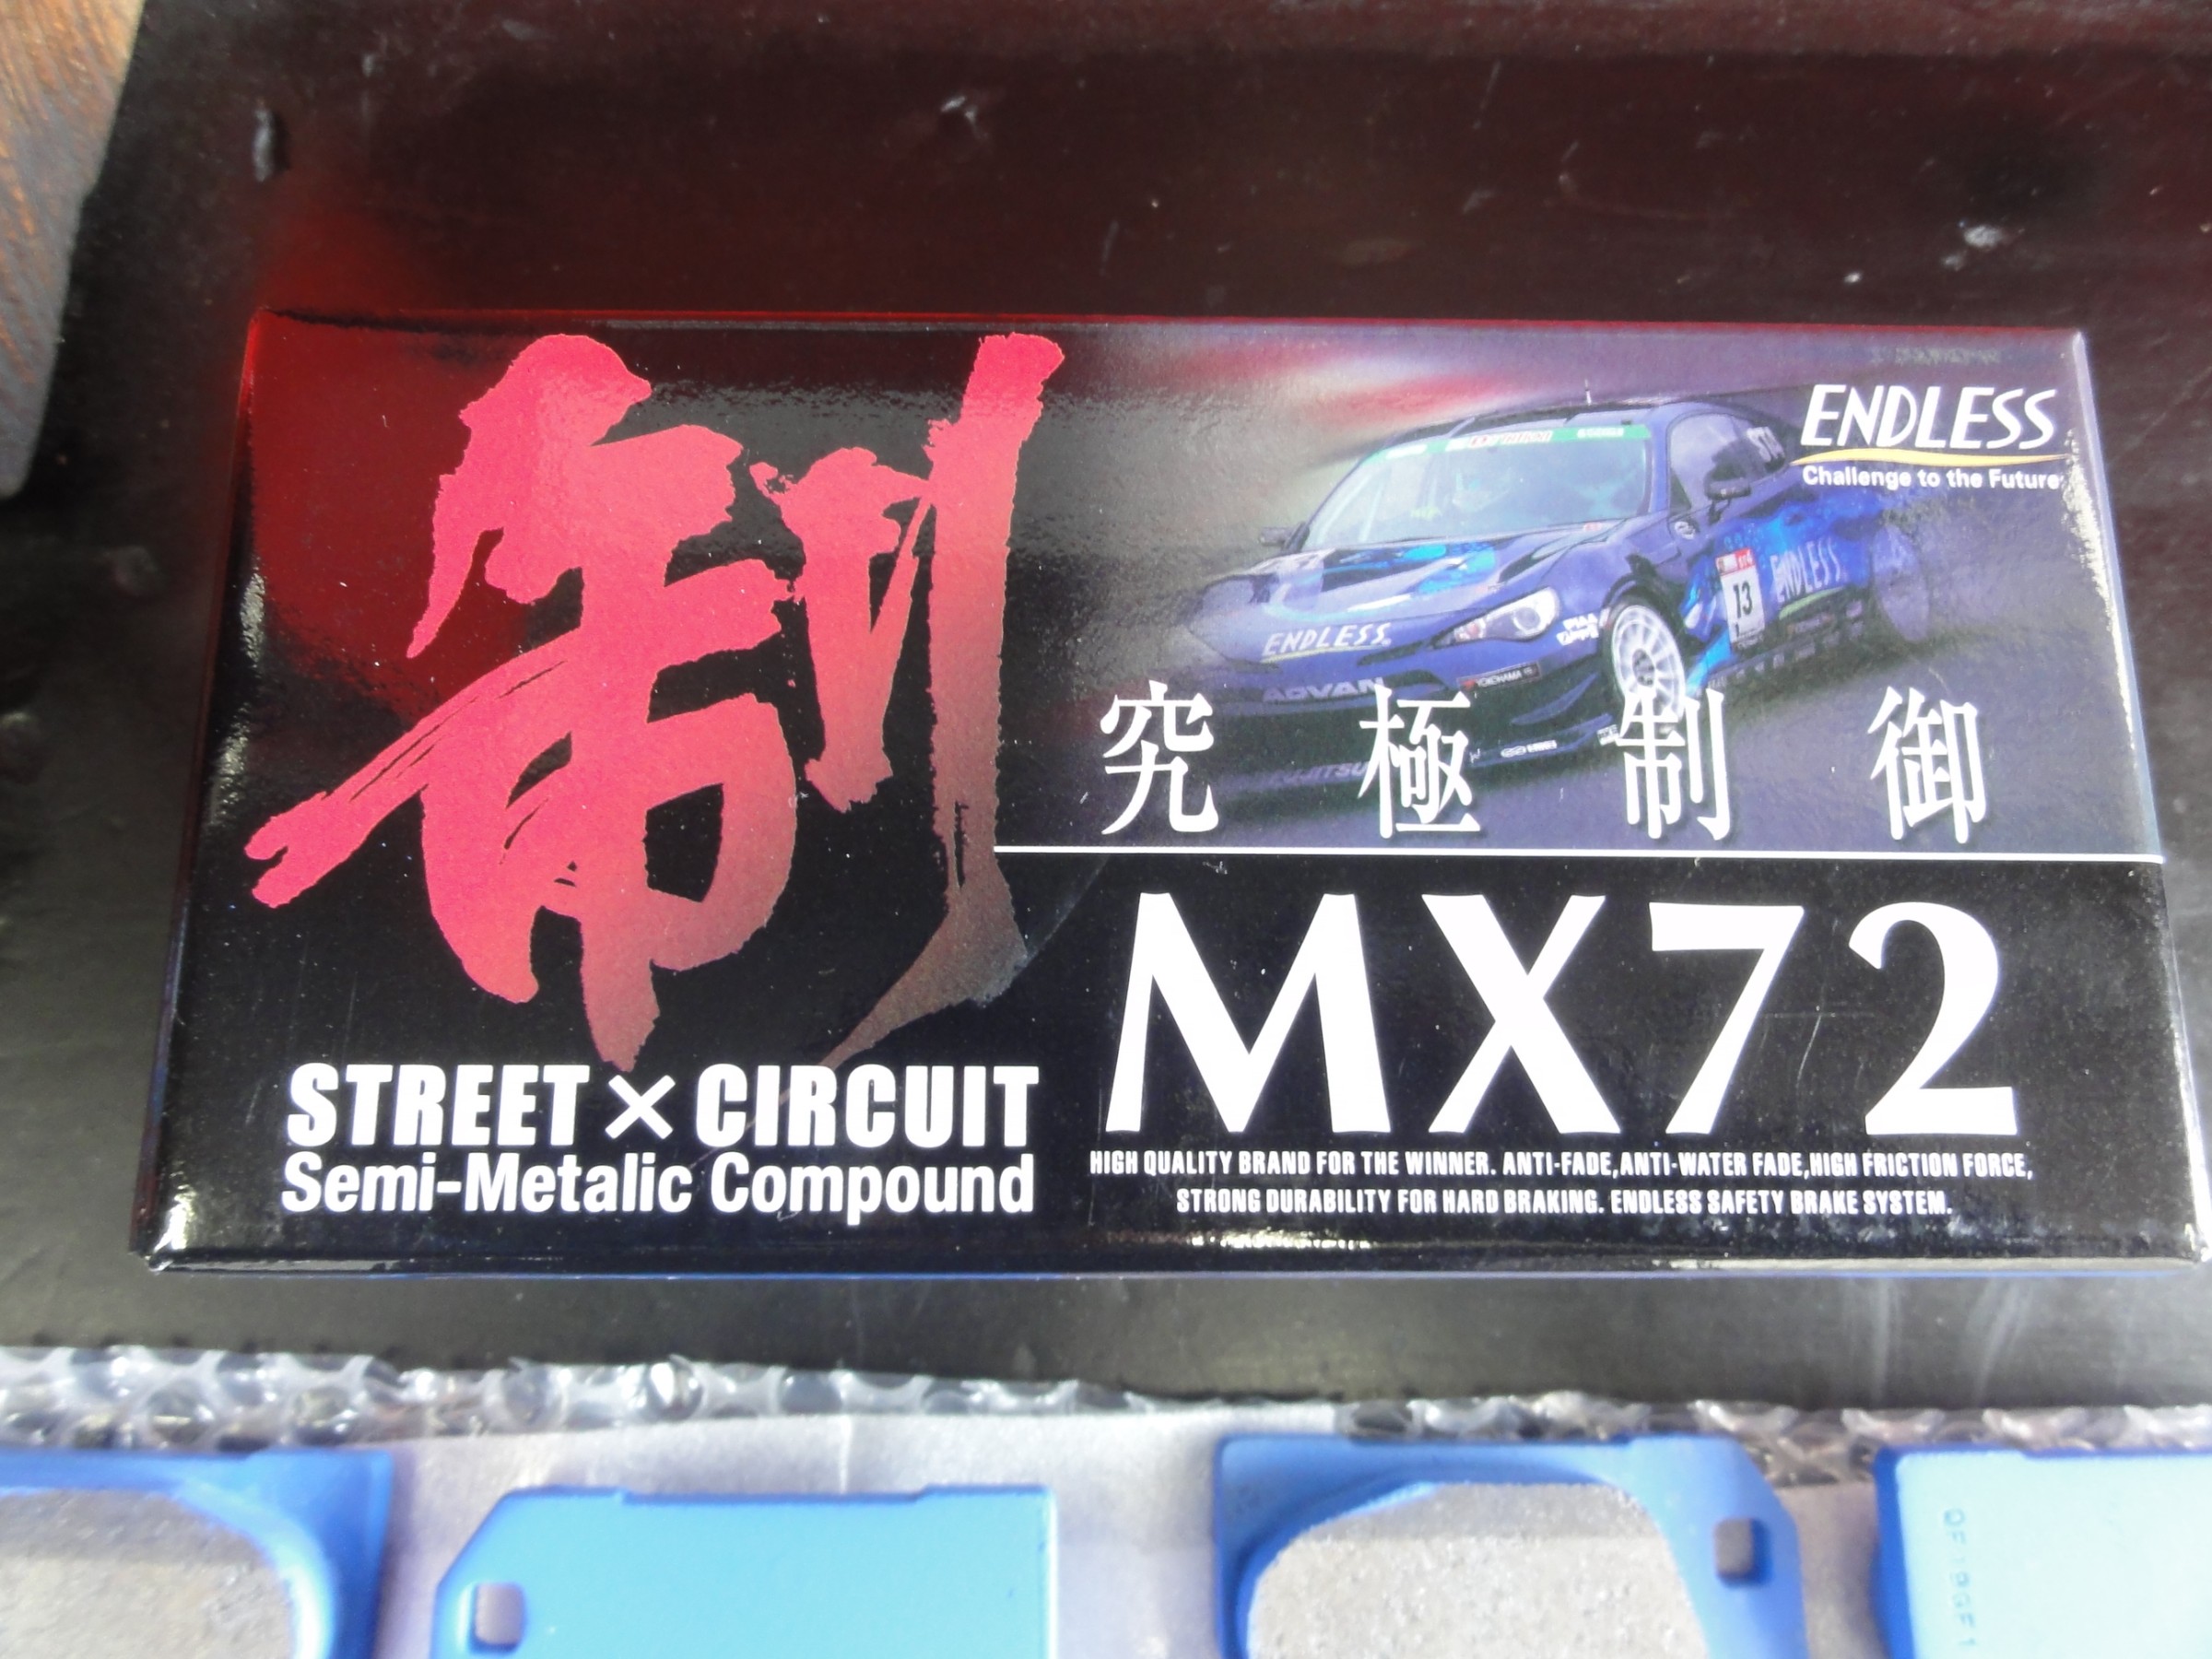 制
ENDLESS
Challenge to the Future
13
ENDLESS
ENDLESS
ADVAN
YOKOHAMA
究極制御
MX72
STREET×CIRCUIT
Semi-Metalic Compound
HIGH QUALITY BRAND FOR THE WINNER. ANTI-FADE,ANTI-WATER FADE,HIGH FRICTION FORCE,
STRONG DURABILITY FOR HARD BRAKING. ENDLESS SAFETY BRAKE SYSTEM.